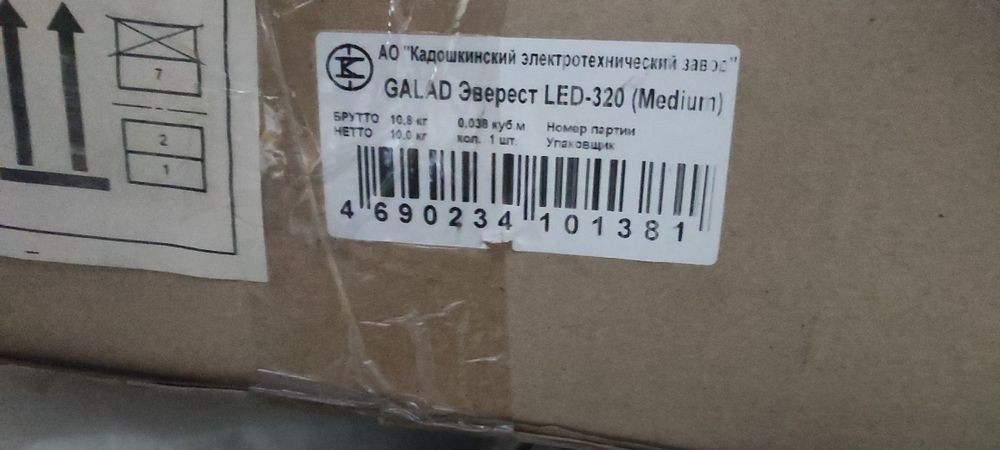 7
2
1
АО "Кадошкинский электротехнический завод"
GALAD Эверест LED-320 (Medium)
БРУТТО 10.8 кг 0,038 куб.м Номер партии
НЕТТО 10.0 кг кол. 1 шт. Упаковщик
4 690234 101381